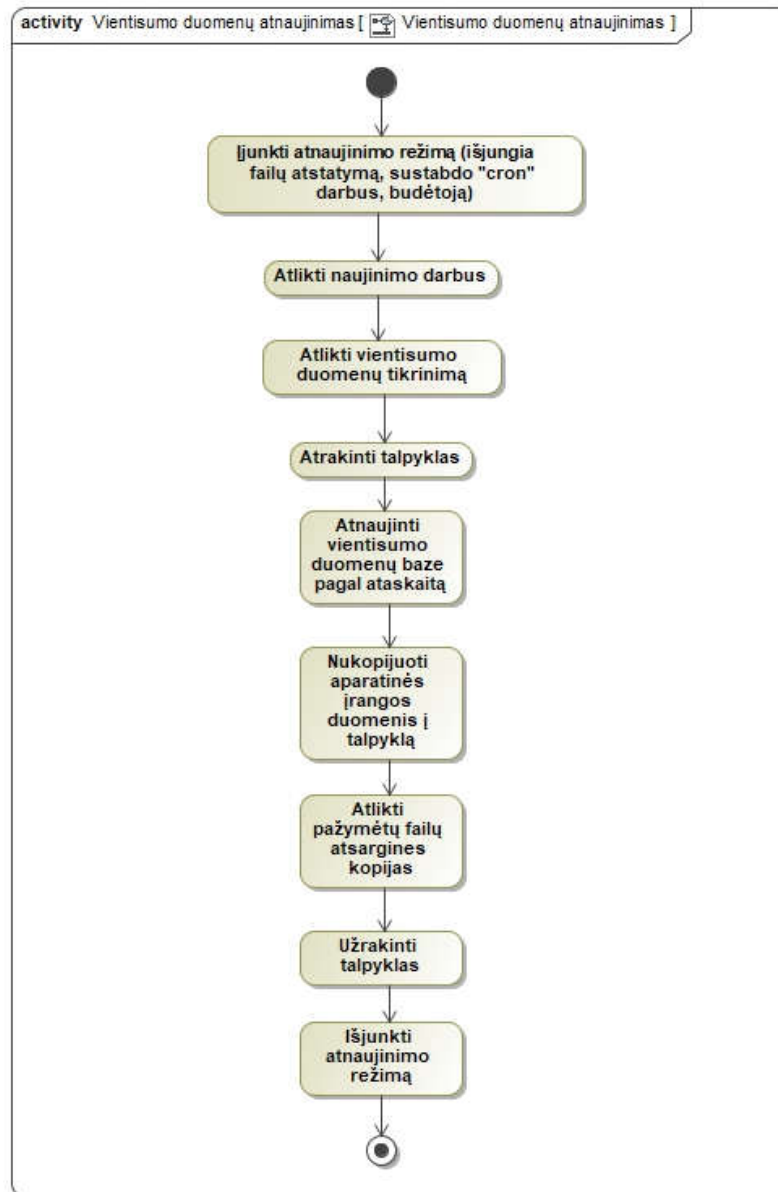 activity Vientisumo duomenų atnaujinimas [ Vientisumo duomenų atnaujinimas ]
Įjunkti atnaujinimo režimą (išjungia
failų atstatymą, sustabdo "cron"
darbus, budėtoją)
Atlikti naujinimo darbus
Atlikti vientisumo
duomenų tikrinimą
Atrakinti talpyklas
Atnaujinti
vientisumo
duomenų baze
pagal ataskaitą
Nukopijuoti
aparatinės
įrangos
duomenis į
talpyklą
Atlikti
pažymėtų failų
atsargines
kopijas
Užrakinti
talpyklas
Išjunkti
atnaujinimo
režimą